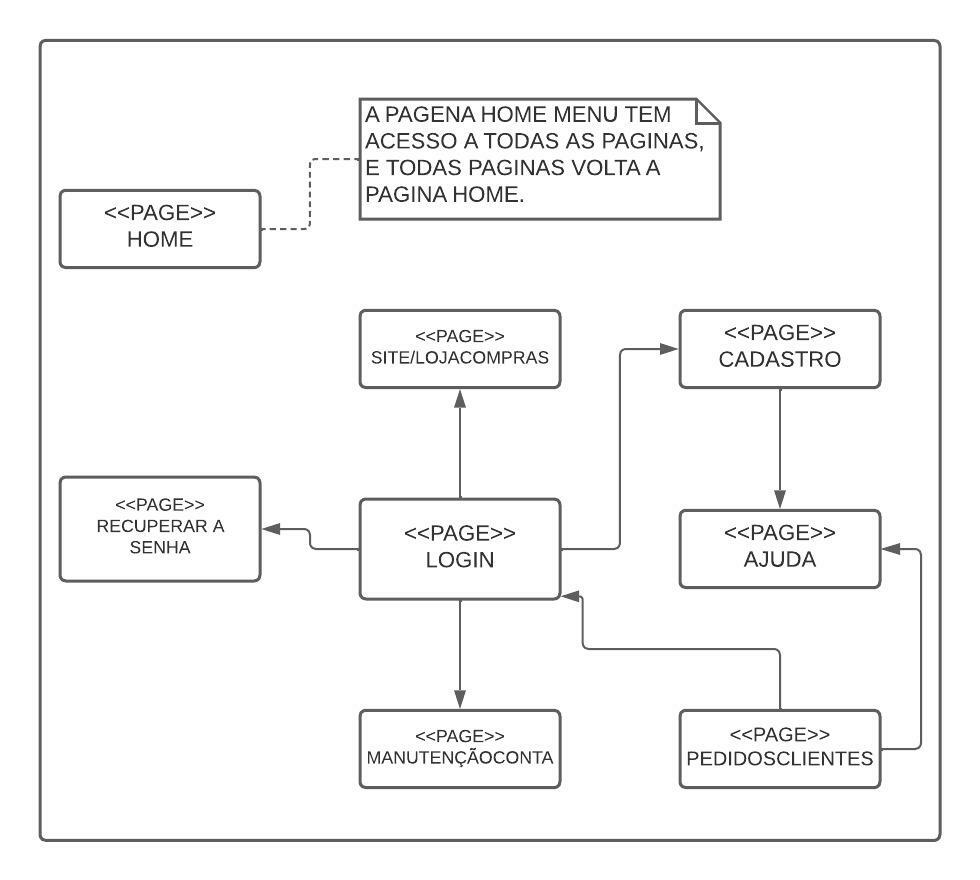 A PAGENA HOME MENU TEM
ACESSO A TODAS AS PAGINAS,
E TODAS PAGINAS VOLTA A
PAGINA HOME.
<<PAGE>>
HOME
<<PAGE>>
SITE/LOJACOMPRAS
<<PAGE>>
CADASTRO
<<PAGE>>
RECUPERAR A
SENHA
<<PAGE>>
LOGIN
<<PAGE>>
AJUDA
<<PAGE>>
MANUTENÇÃOCONTA
<<PAGE>>
PEDIDOSCLIENTES